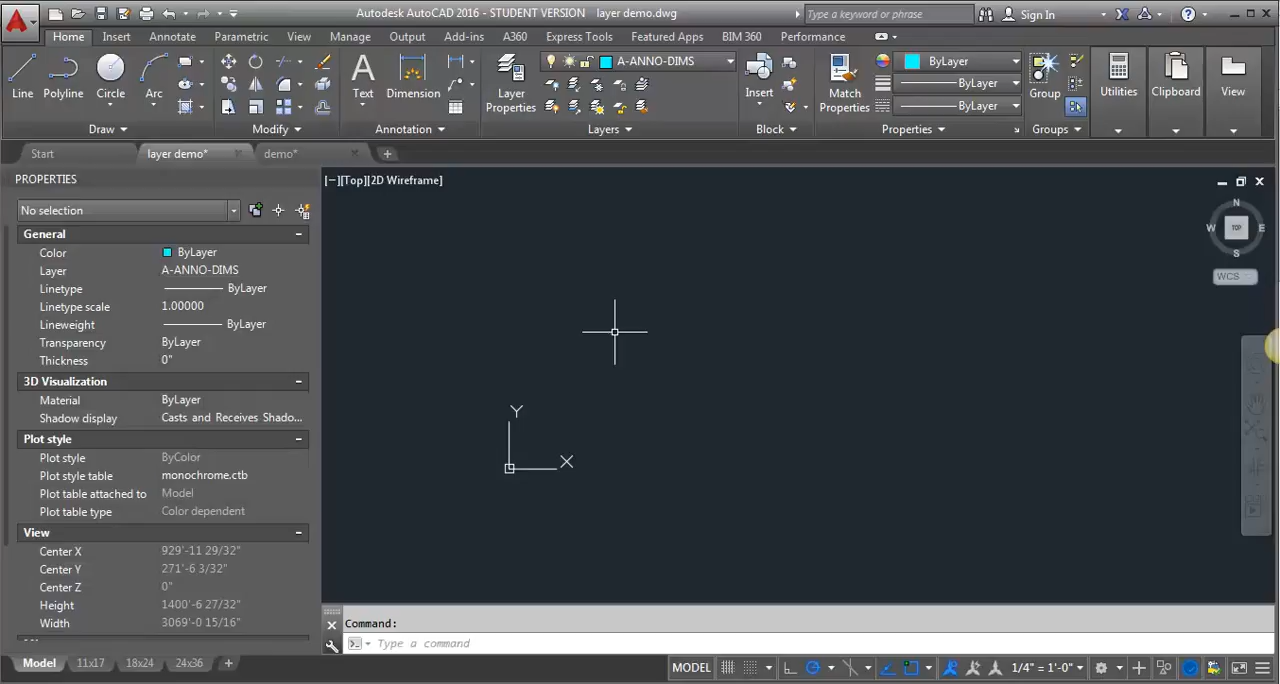 Autodesk AutoCAD 2016 - STUDENT VERSION layer demo.dwg
Type a keyword or phrase
Sign In
Home Insert Annotate Parametric View Manage Output Add-ins A360 Express Tools Featured Apps BIM 360 Performance
Line Polyline Circle Arc
Text Dimension
Layer Properties
A-ANNO-DIMS
Insert
Match Properties
ByLayer
ByLayer
ByLayer
Group
Utilities Clipboard View
Draw Modify Annotation Layers Block Properties Groups
Start layer demo* demo*
PROPERTIES
[−][Top][2D Wireframe]
No selection
General
Color ByLayer
Layer A-ANNO-DIMS
Linetype ByLayer
Linetype scale 1.00000
Lineweight ByLayer
Transparency ByLayer
Thickness 0"
3D Visualization
Material ByLayer
Shadow display Casts and Receives Shado...
Plot style
Plot style ByColor
Plot style table monochrome.ctb
Plot table attached to Model
Plot table type Color dependent
View
Center X 929'-11 29/32"
Center Y 271'-6 3/32"
Center Z 0"
Height 1400'-6 27/32"
Width 3069'-0 15/16"
N
W TOP E
S
WCS
Y
X
Command:
Type a command
Model 11x17 18x24 24x36
MODEL
1/4" = 1'-0"